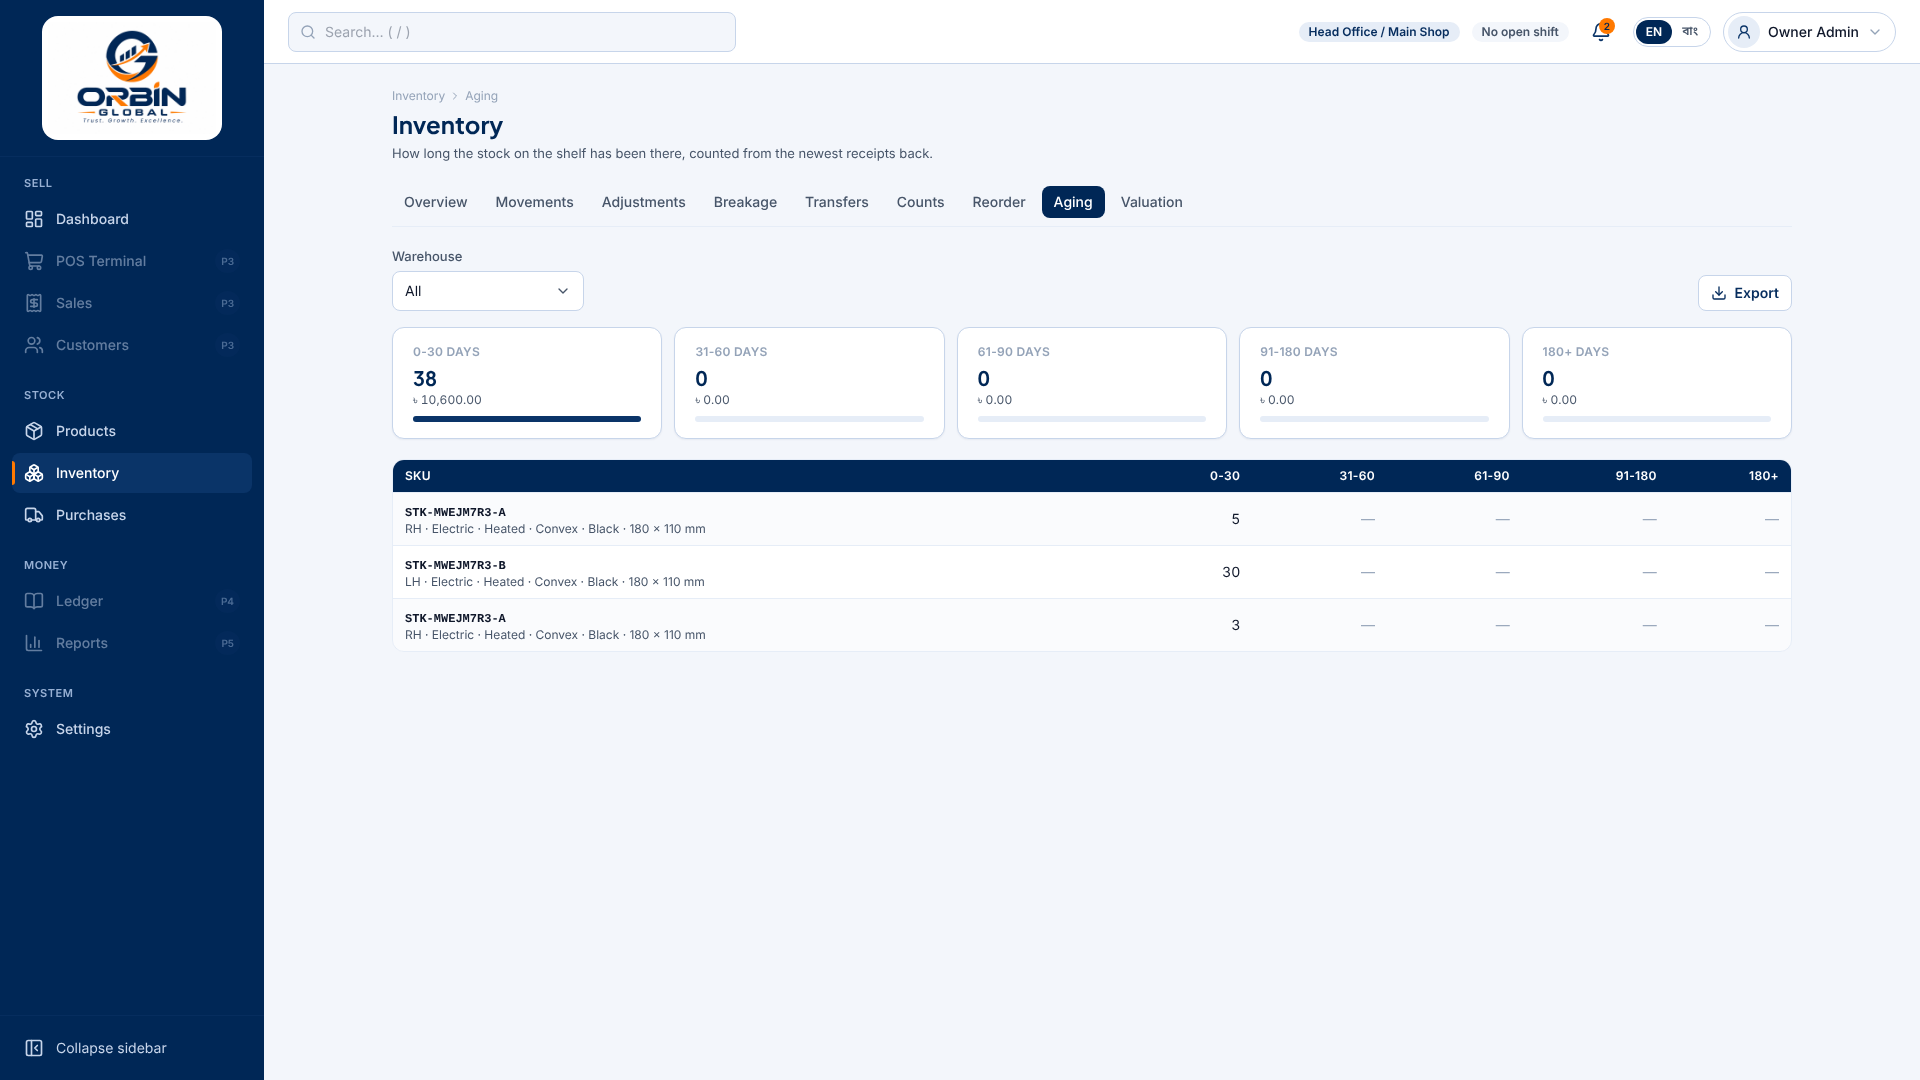 ORBIN
GLOBAL
Trust. Growth. Excellence.
Search... ( / )
Head Office / Main Shop
No open shift
2
EN
বাং
Owner Admin
SELL
Dashboard
POS Terminal P3
Sales P3
Customers P3
STOCK
Products
Inventory
Purchases
MONEY
Ledger P4
Reports P5
SYSTEM
Settings
Collapse sidebar
Inventory > Aging
Inventory
How long the stock on the shelf has been there, counted from the newest receipts back.
Overview Movements Adjustments Breakage Transfers Counts Reorder Aging Valuation
Warehouse
All
Export
0-30 DAYS
38
৳ 10,600.00
31-60 DAYS
0
৳ 0.00
61-90 DAYS
0
৳ 0.00
91-180 DAYS
0
৳ 0.00
180+ DAYS
0
৳ 0.00
SKU 0-30 31-60 61-90 91-180 180+
STK-MWEJM7R3-A
RH · Electric · Heated · Convex · Black · 180 × 110 mm
5 — — — —
STK-MWEJM7R3-B
LH · Electric · Heated · Convex · Black · 180 × 110 mm
30 — — — —
STK-MWEJM7R3-A
RH · Electric · Heated · Convex · Black · 180 × 110 mm
3 — — — —